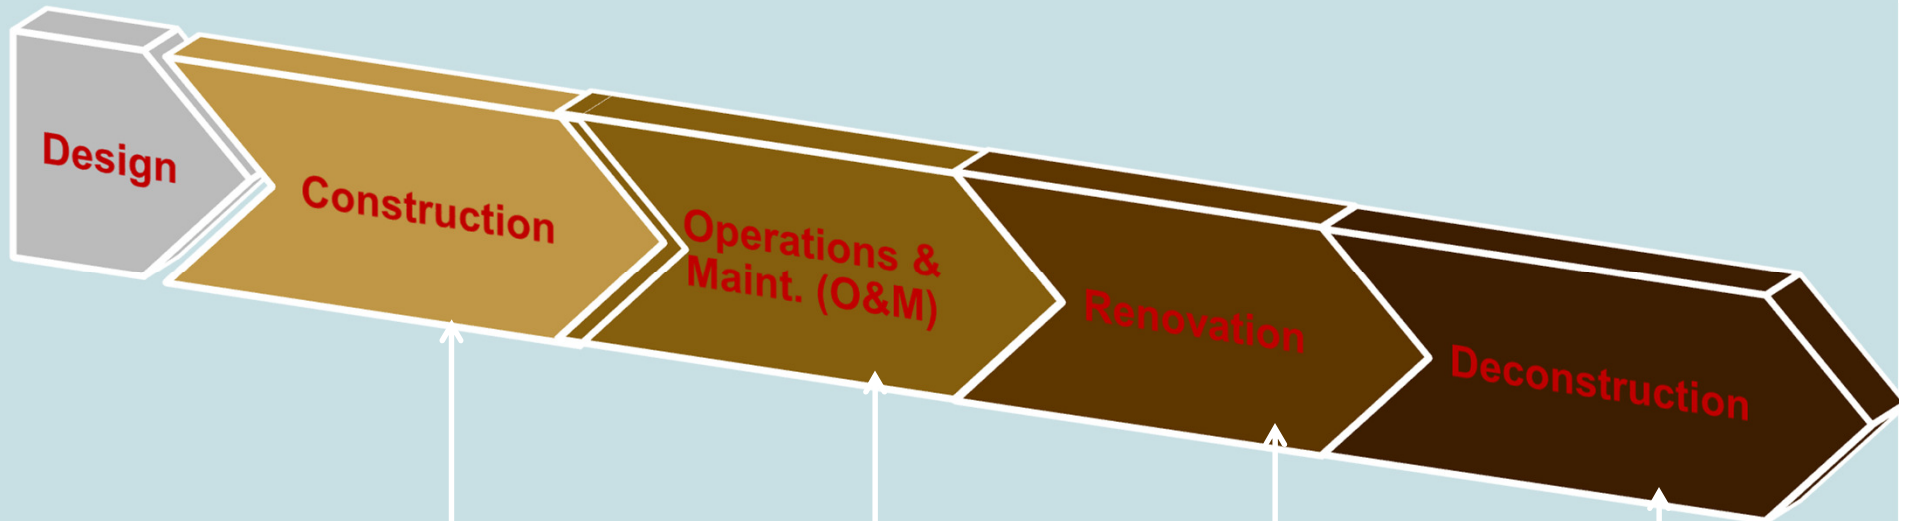 Design
Construction
Operations &
Maint. (O&M)
Renovation
Deconstruction